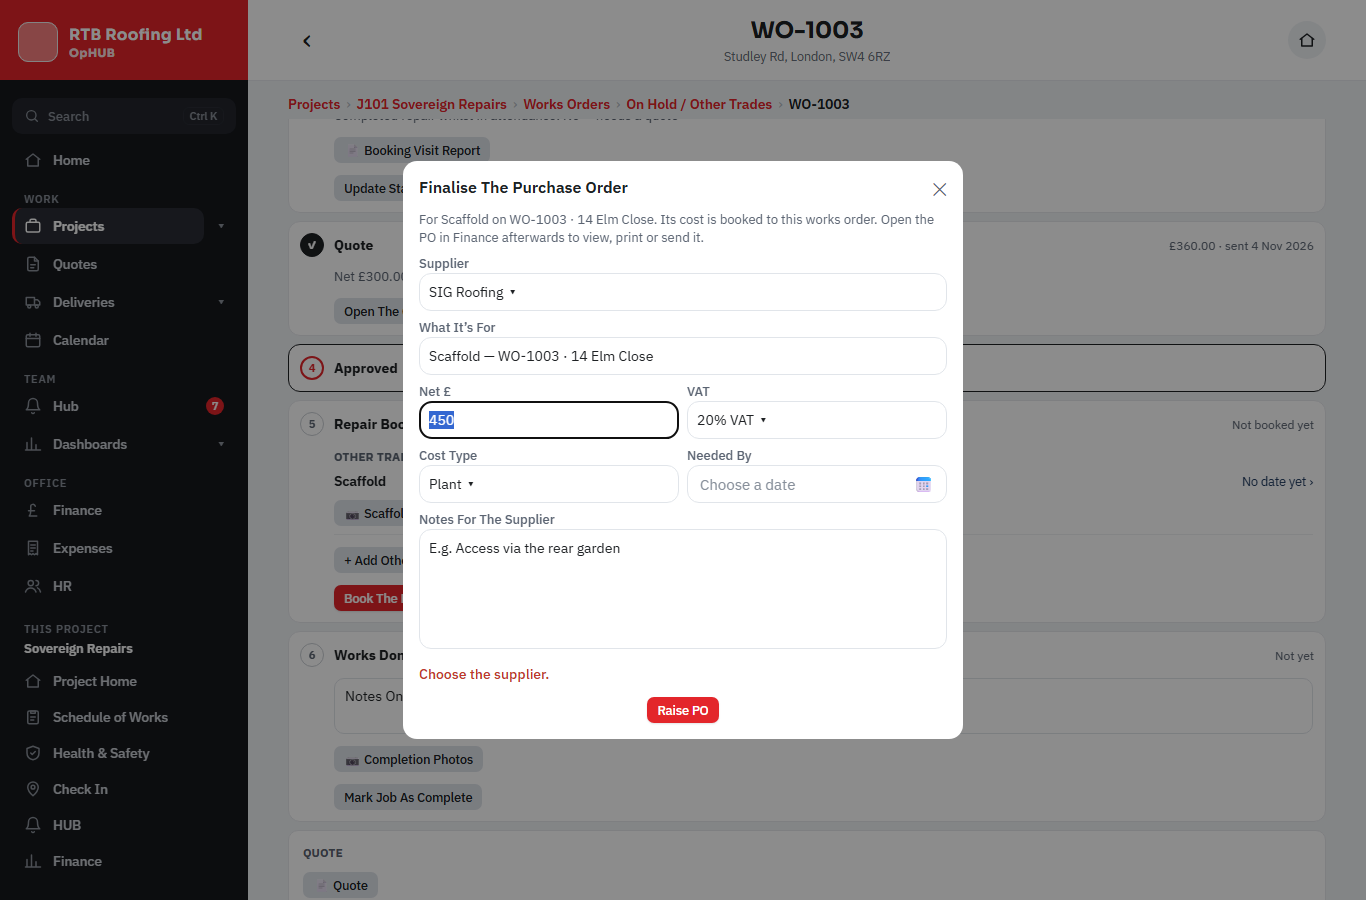 RTB Roofing Ltd
OpHUB
Search
Ctrl K
Home
WORK
Projects
Quotes
Deliveries
Calendar
TEAM
Hub
7
Dashboards
OFFICE
Finance
Expenses
HR
THIS PROJECT
Sovereign Repairs
Project Home
Schedule of Works
Health & Safety
Check In
HUB
Finance
WO-1003
Studley Rd, London, SW4 6RZ
Projects › J101 Sovereign Repairs › Works Orders › On Hold / Other Trades › WO-1003
Booking Visit Report
Update
Quote
£360.00 · sent 4 Nov 2026
Net £300.0
Open The
4
Approved
5
Repair
Not booked yet
OTHER
Scaffold
No date yet ›
+ Add
Book The
6
Works
Not yet
Notes
Completion Photos
Mark Job As Complete
QUOTE
Quote
Finalise The Purchase Order
For Scaffold on WO-1003 · 14 Elm Close. Its cost is booked to this works order. Open the
PO in Finance afterwards to view, print or send it.
Supplier
SIG Roofing
What It's For
Scaffold — WO-1003 · 14 Elm Close
Net £
VAT
450
20% VAT
Cost Type
Needed By
Plant
Choose a date
Notes For The Supplier
E.g. Access via the rear garden
Choose the supplier.
Raise PO